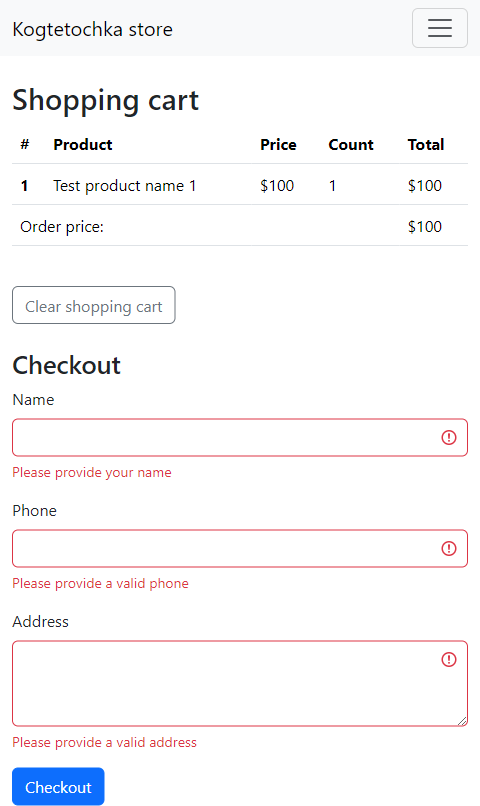 Kogtetochka store
Shopping cart
# Product Price Count Total
1 Test product name 1 $100 1 $100
Order price: $100
Clear shopping cart
Checkout
Name
Please provide your name
Phone
Please provide a valid phone
Address
Please provide a valid address
Checkout